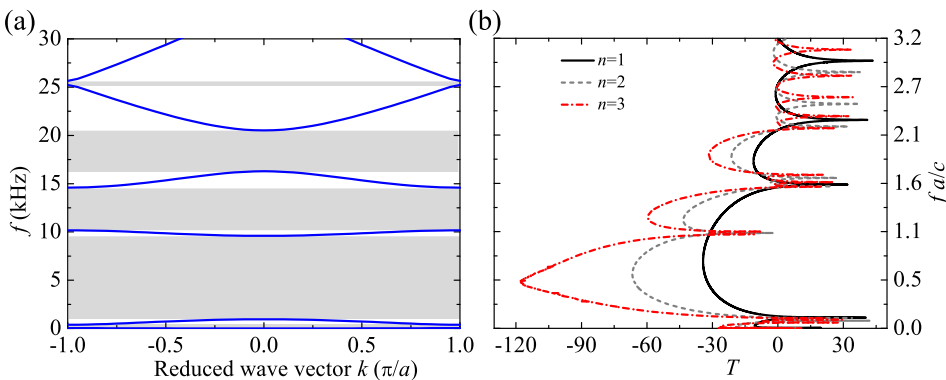 (a)
30
25
20
15
10
5
0
f (kHz)
-1.0 -0.5 0.0 0.5 1.0
Reduced wave vector k (π/a)
(b)
n=1
n=2
n=3
3.2
2.7
2.1
1.6
1.1
0.5
0.0
f a/c
-120 -90 -60 -30 0 30
T